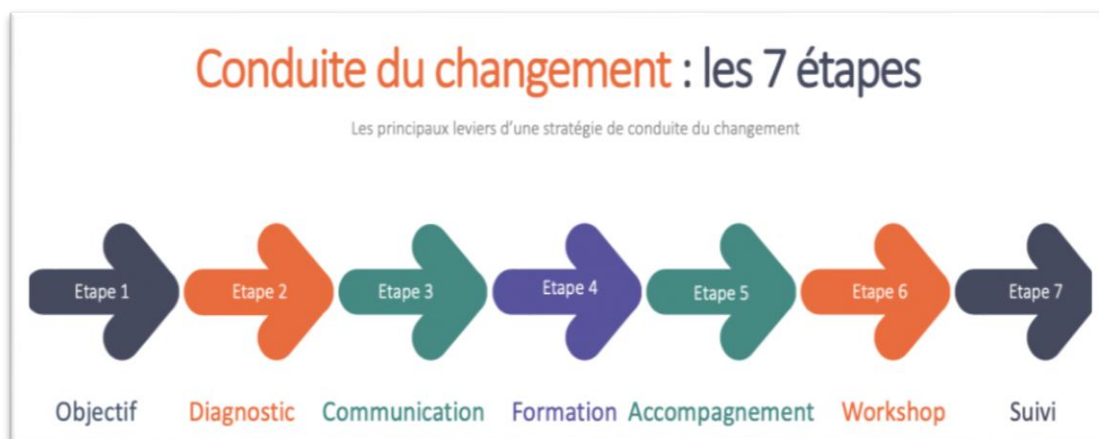 Conduite du changement : les 7 étapes
Les principaux leviers d'une stratégie de conduite du changement
Etape 1 Etape 2 Etape 3 Etape 4 Etape 5 Etape 6 Etape 7
Objectif Diagnostic Communication Formation Accompagnement Workshop Suivi